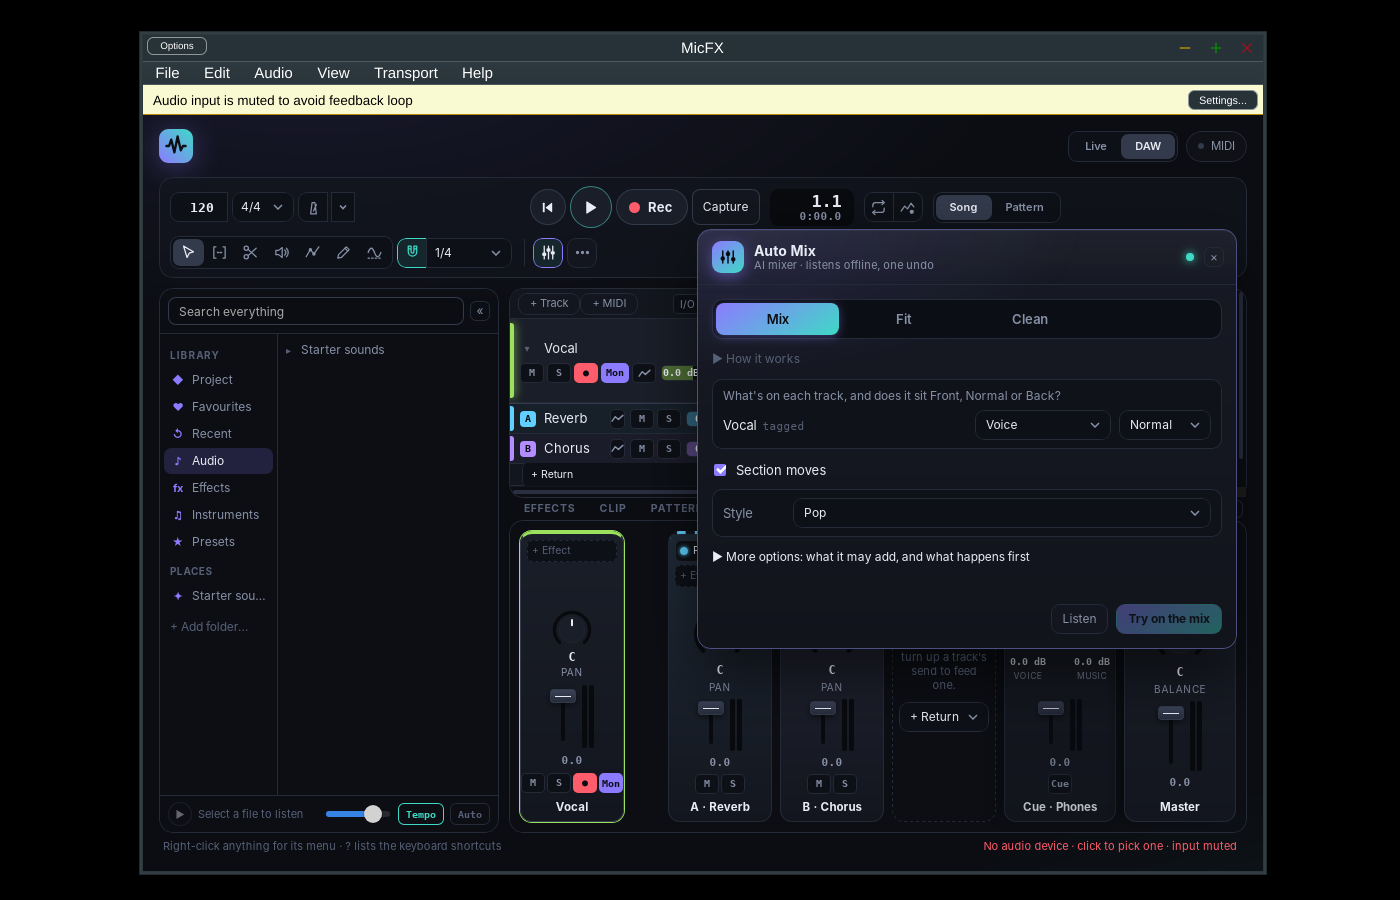 Options
MicFX
File Edit Audio View Transport Help
Audio input is muted to avoid feedback loop
Settings...
Live DAW MIDI
120 4/4
Rec Capture
1.1
0:00.0
Song Pattern
1/4
Auto Mix
AI mixer · listens offline, one undo
Mix Fit Clean
▶ How it works
What's on each track, and does it sit Front, Normal or Back?
Vocal tagged Voice Normal
Section moves
Style Pop
▶ More options: what it may add, and what happens first
Listen Try on the mix
Search everything «
LIBRARY
Project
Favourites
Recent
Audio
fx Effects
Instruments
Presets
PLACES
Starter sou...
+ Add folder...
Starter sounds
Select a file to listen Tempo Auto
+ Track + MIDI I/O
Vocal
M S Mon 0.0 dB
A Reverb M S
B Chorus M S
+ Return
EFFECTS CLIP PATTERN
+ Effect
C
PAN
0.0
M S Mon
Vocal
C
PAN
0.0
M S
A · Reverb
C
PAN
0.0
M S
B · Chorus
turn up a track's
send to feed
one.
+ Return
0.0 dB 0.0 dB
VOICE MUSIC
0.0
Cue
Cue · Phones
C
BALANCE
0.0
Master
Right-click anything for its menu · ? lists the keyboard shortcuts
No audio device · click to pick one · input muted